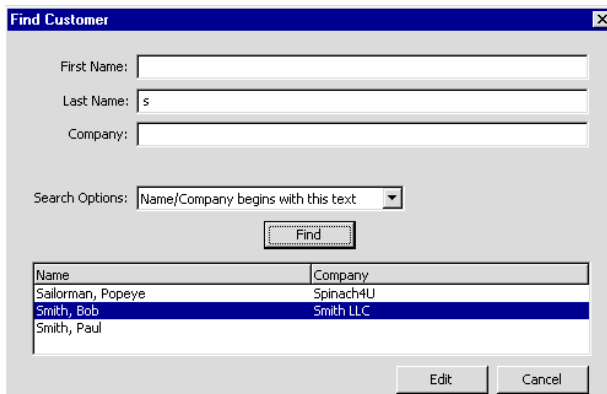 Find Customer
First Name:
Last Name: s
Company:
Search Options: Name/Company begins with this text
Find
Name Company
Sailorman, Popeye Spinach4U
Smith, Bob Smith LLC
Smith, Paul
Edit Cancel